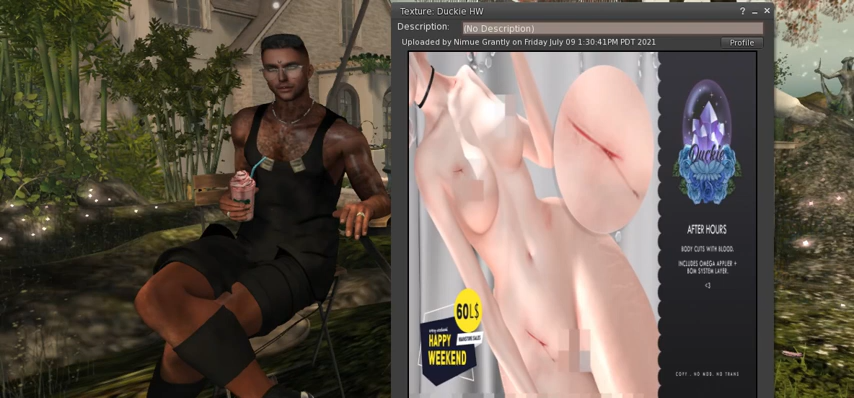 Texture: Duckie HW
Description:
(No Description)
Uploaded by Nimue Grantly on Friday July 09 1:30:41PM PDT 2021
Profile
Duckie
AFTER HOURS
BODY CUTS WITH BLOOD.
INCLUDES OMEGA APPLIER +
BOM SYSTEM LAYER.
<3
60L$
HAPPY
WEEKEND
COPY . NO MOD. NO TRANS